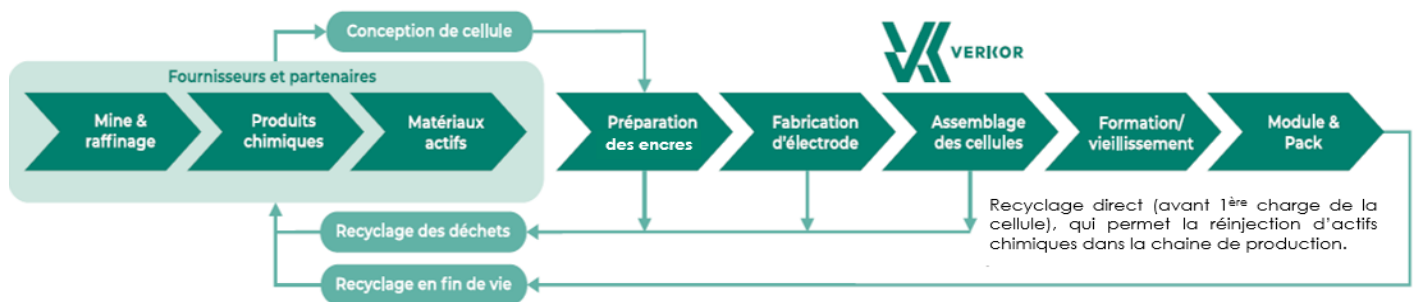 Conception de cellule
VERKOR
Fournisseurs et partenaires
Mine &
raffinage
Produits
chimiques
Matériaux
actifs
Préparation
des encres
Fabrication
d'électrode
Assemblage
des cellules
Formation/
vieillissement
Module &
Pack
Recyclage direct (avant 1ère charge de la
cellule), qui permet la réinjection d'actifs
chimiques dans la chaine de production.
Recyclage des déchets
Recyclage en fin de vie